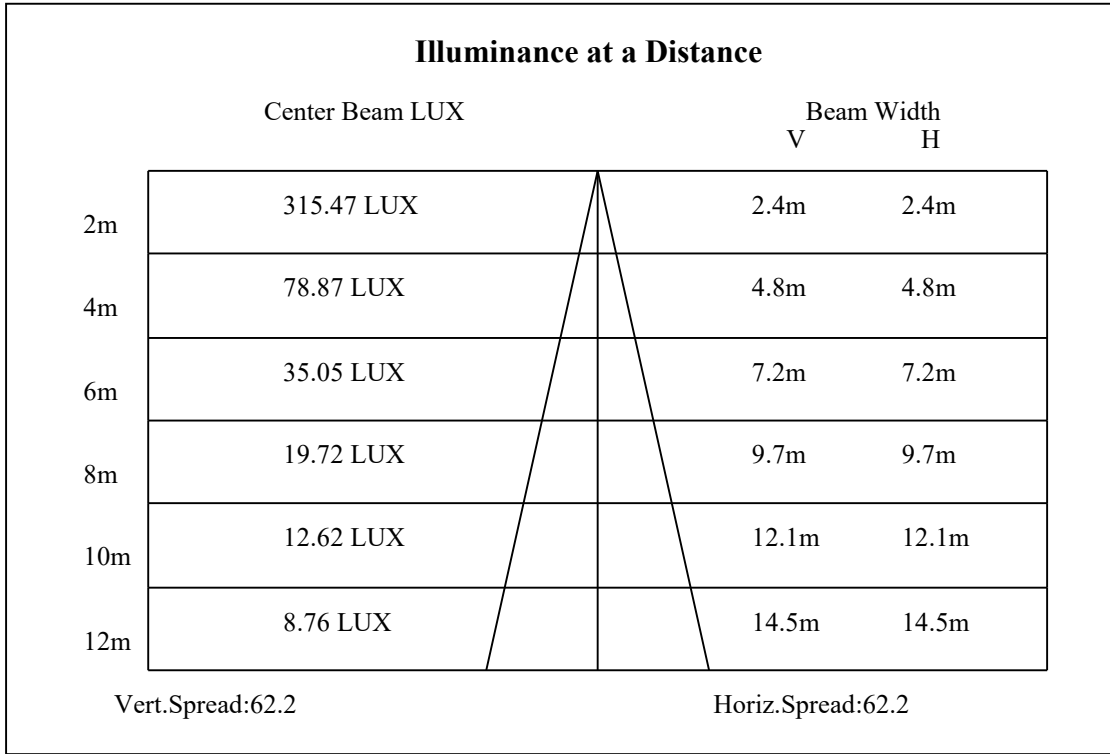 Illuminance at a Distance
Center Beam LUX Beam Width
V H
2m 315.47 LUX 2.4m 2.4m
4m 78.87 LUX 4.8m 4.8m
6m 35.05 LUX 7.2m 7.2m
8m 19.72 LUX 9.7m 9.7m
10m 12.62 LUX 12.1m 12.1m
12m 8.76 LUX 14.5m 14.5m
Vert.Spread:62.2 Horiz.Spread:62.2